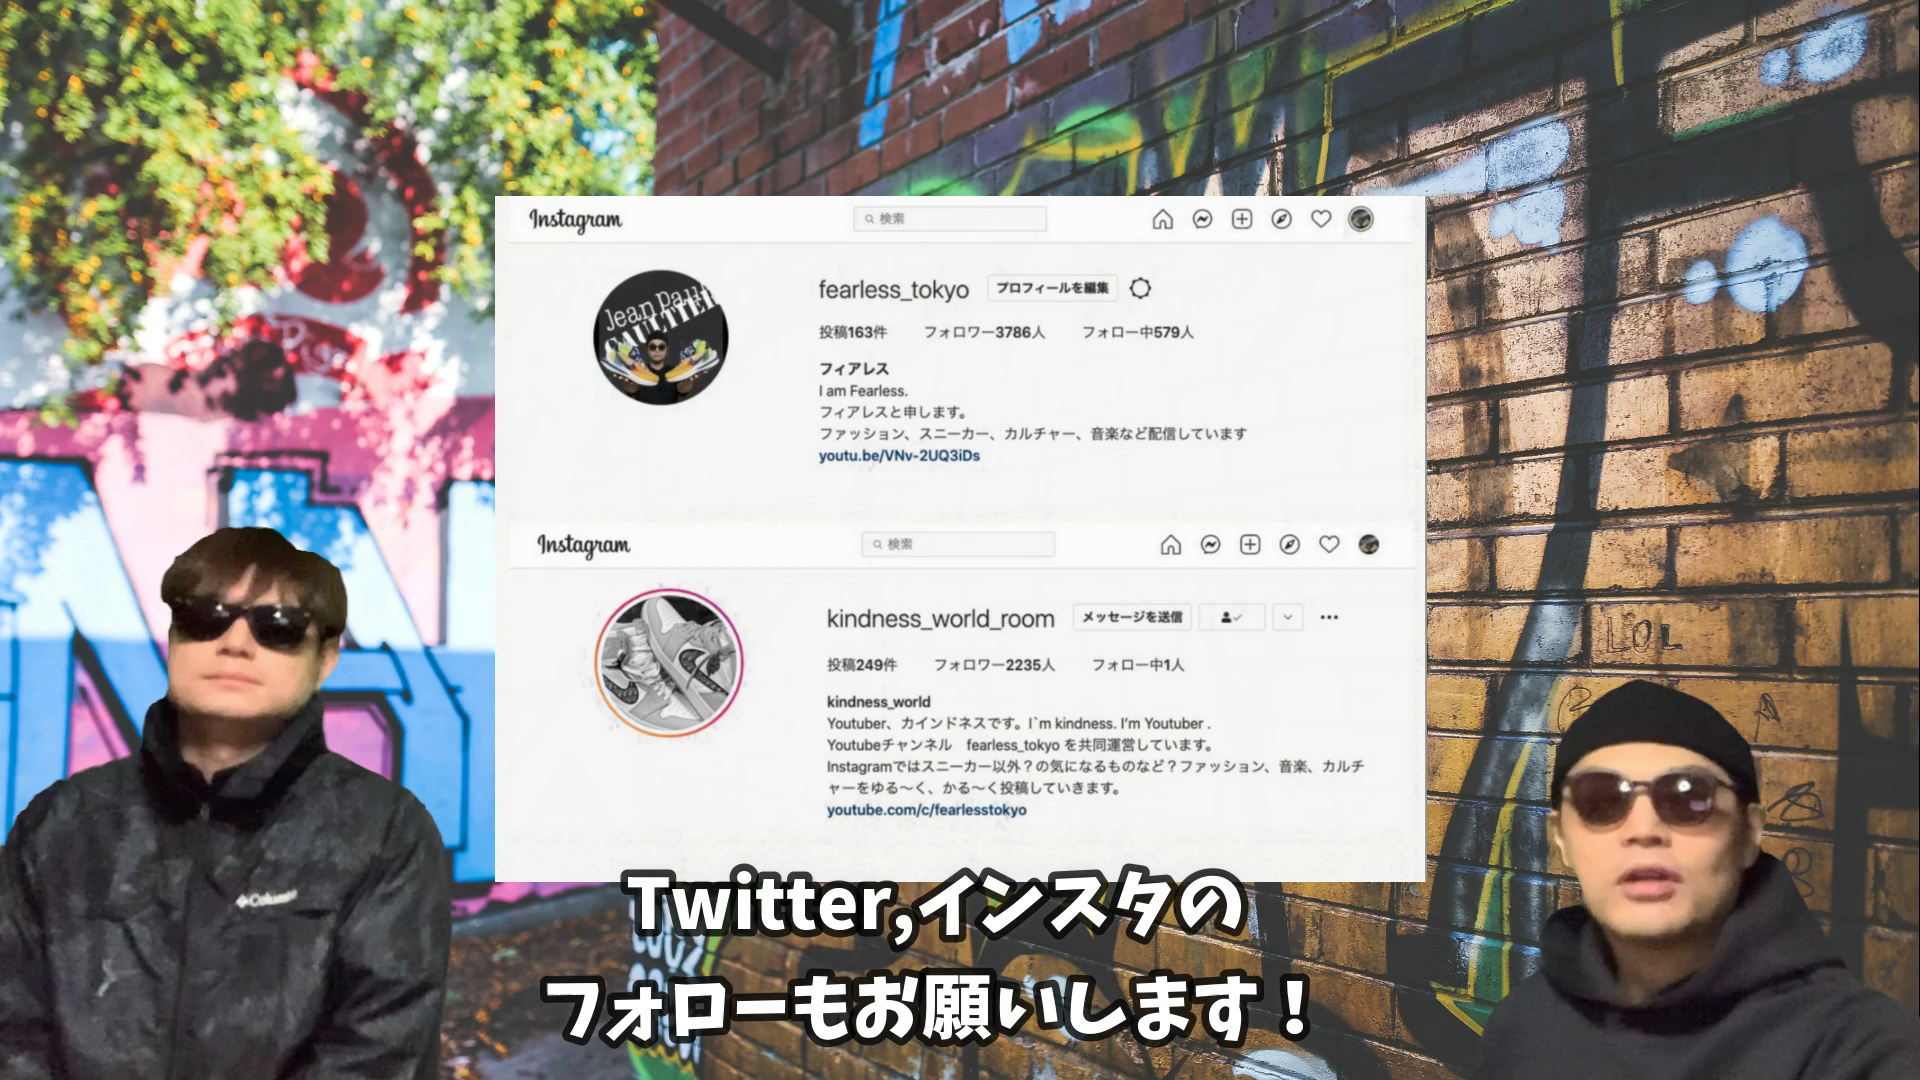 Instagram
検索
Jean Paul
GAULTIER
fearless_tokyo プロフィールを編集
投稿163件 フォロワー3786人 フォロー中579人
フィアレス
I am Fearless.
フィアレスと申します。
ファッション、スニーカー、カルチャー、音楽など配信しています
youtu.be/VNv-2UQ3iDs
Instagram
検索
kindness_world_room メッセージを送信
投稿249件 フォロワー2235人 フォロー中1人
kindness_world
Youtuber、カインドネスです。I`m kindness. I'm Youtuber .
Youtubeチャンネル fearless_tokyo を共同運営しています。
Instagramではスニーカー以外？の気になるものなど？ファッション、音楽、カルチ
ャーをゆる〜く、かる〜く投稿していきます。
youtube.com/c/fearlesstokyo
LOL
Columbia
Twitter,インスタの
フォローもお願いします！